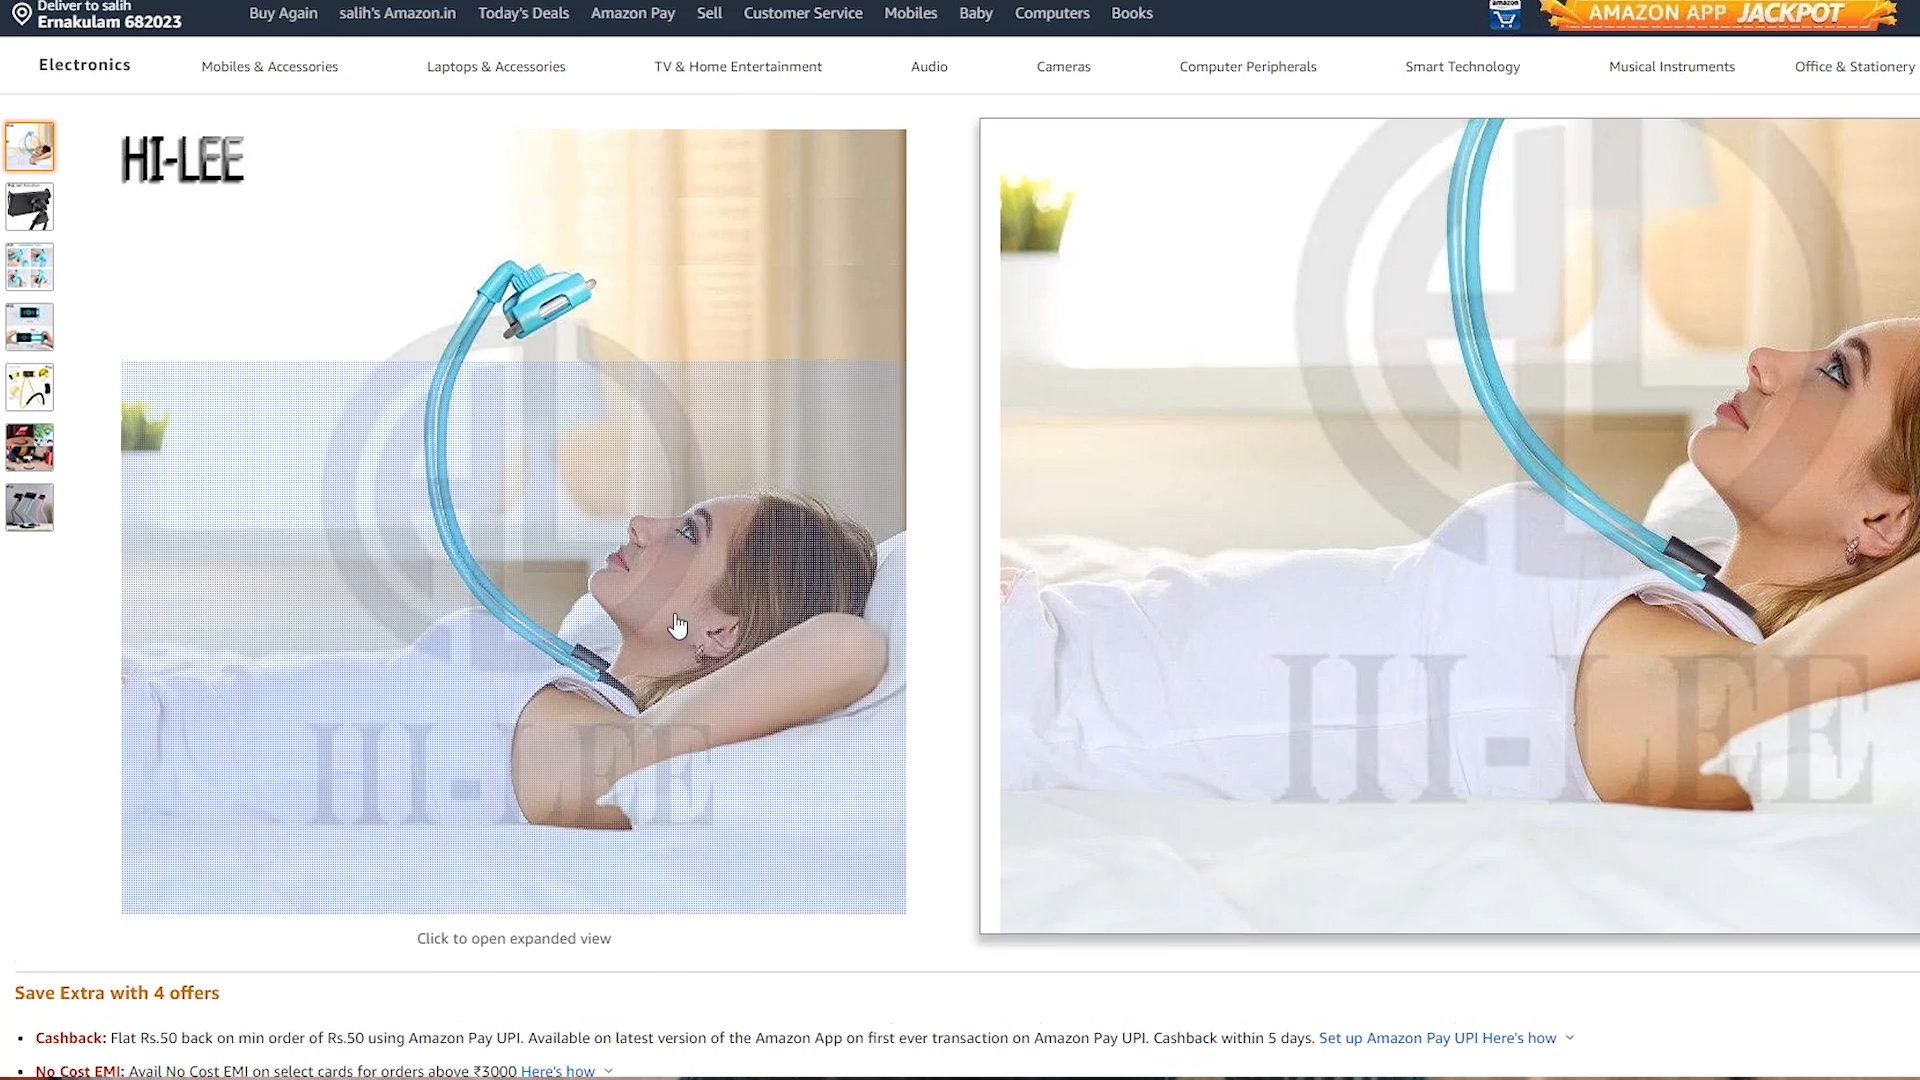 Deliver to salih
Ernakulam 682023
Buy Again salih's Amazon.in Today's Deals Amazon Pay Sell Customer Service Mobiles Baby Computers Books
amazon
AMAZON APP JACKPOT
Electronics Mobiles & Accessories Laptops & Accessories TV & Home Entertainment Audio Cameras Computer Peripherals Smart Technology Musical Instruments Office & Stationery
HI-LEE
HI-LEE
HI-LEE
Click to open expanded view
Save Extra with 4 offers
Cashback: Flat Rs.50 back on min order of Rs.50 using Amazon Pay UPI. Available on latest version of the Amazon App on first ever transaction on Amazon Pay UPI. Cashback within 5 days. Set up Amazon Pay UPI Here's how
No Cost EMI: Avail No Cost EMI on select cards for orders above ₹3000 Here's how